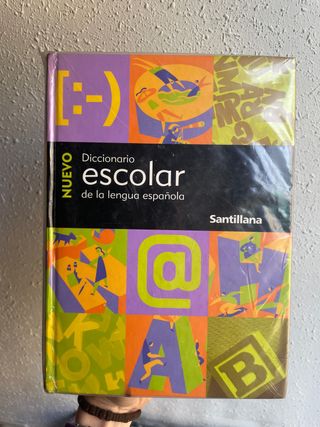 [:-)
NUEVO
Diccionario
escolar
de la lengua española
Santillana
@
A
B